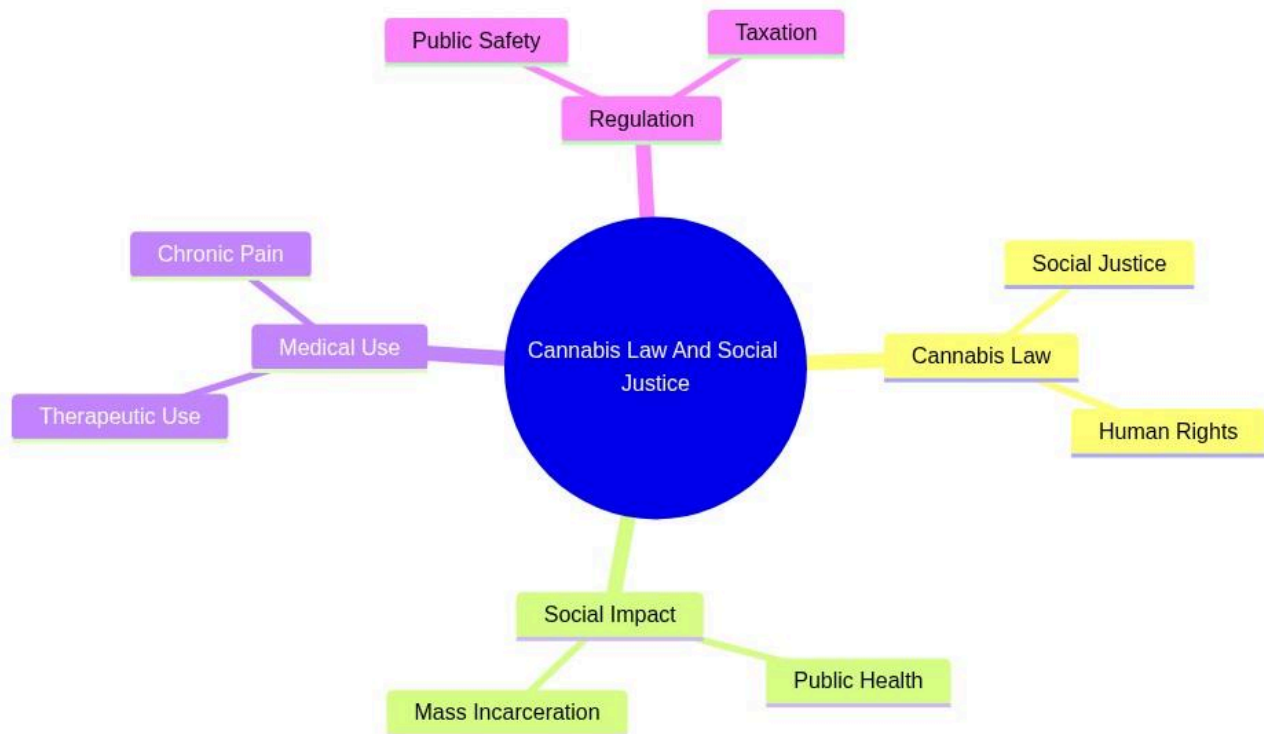 Public Safety
Taxation
Regulation
Chronic Pain
Medical Use
Therapeutic Use
Cannabis Law And Social
Justice
Social Justice
Cannabis Law
Human Rights
Social Impact
Mass Incarceration
Public Health